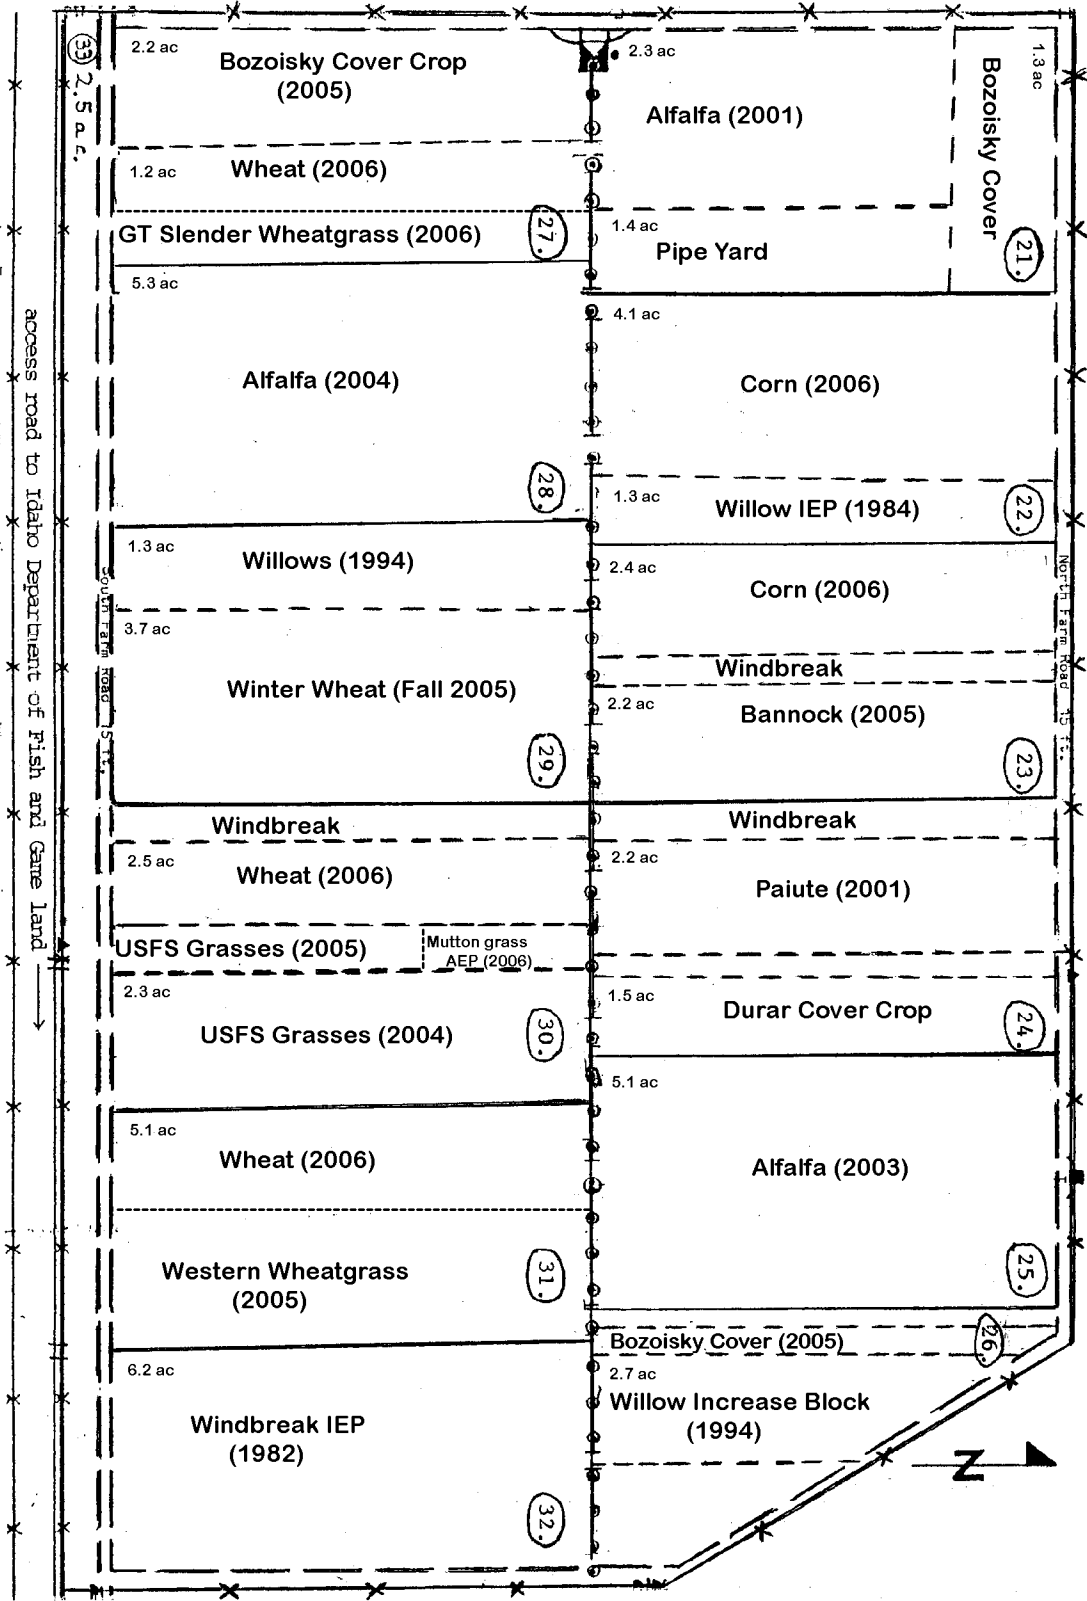 2.2 ac
Bozoisky Cover Crop
(2005)
1.2 ac
Wheat (2006)
GT Slender Wheatgrass (2006)
27.
5.3 ac
Alfalfa (2004)
28.
1.3 ac
Willows (1994)
3.7 ac
Winter Wheat (Fall 2005)
29.
Windbreak
2.5 ac
Wheat (2006)
USFS Grasses (2005)
Mutton grass
AEP (2006)
2.3 ac
USFS Grasses (2004)
30.
5.1 ac
Wheat (2006)
Western Wheatgrass
(2005)
31.
6.2 ac
Windbreak IEP
(1982)
32.
2.3 ac
Alfalfa (2001)
1.3 ac
Bozoisky Cover
1.4 ac
Pipe Yard
21.
4.1 ac
Corn (2006)
1.3 ac
Willow IEP (1984)
22.
2.4 ac
Corn (2006)
Windbreak
2.2 ac
Bannock (2005)
23.
Windbreak
2.2 ac
Paiute (2001)
1.5 ac
Durar Cover Crop
24.
5.1 ac
Alfalfa (2003)
25.
Bozoisky Cover (2005)
26.
2.7 ac
Willow Increase Block
(1994)
N
33 2.5 ac.
South Farm Road 15 ft.
North Farm Road 15 ft.
access road to Idaho Department of Fish and Game land